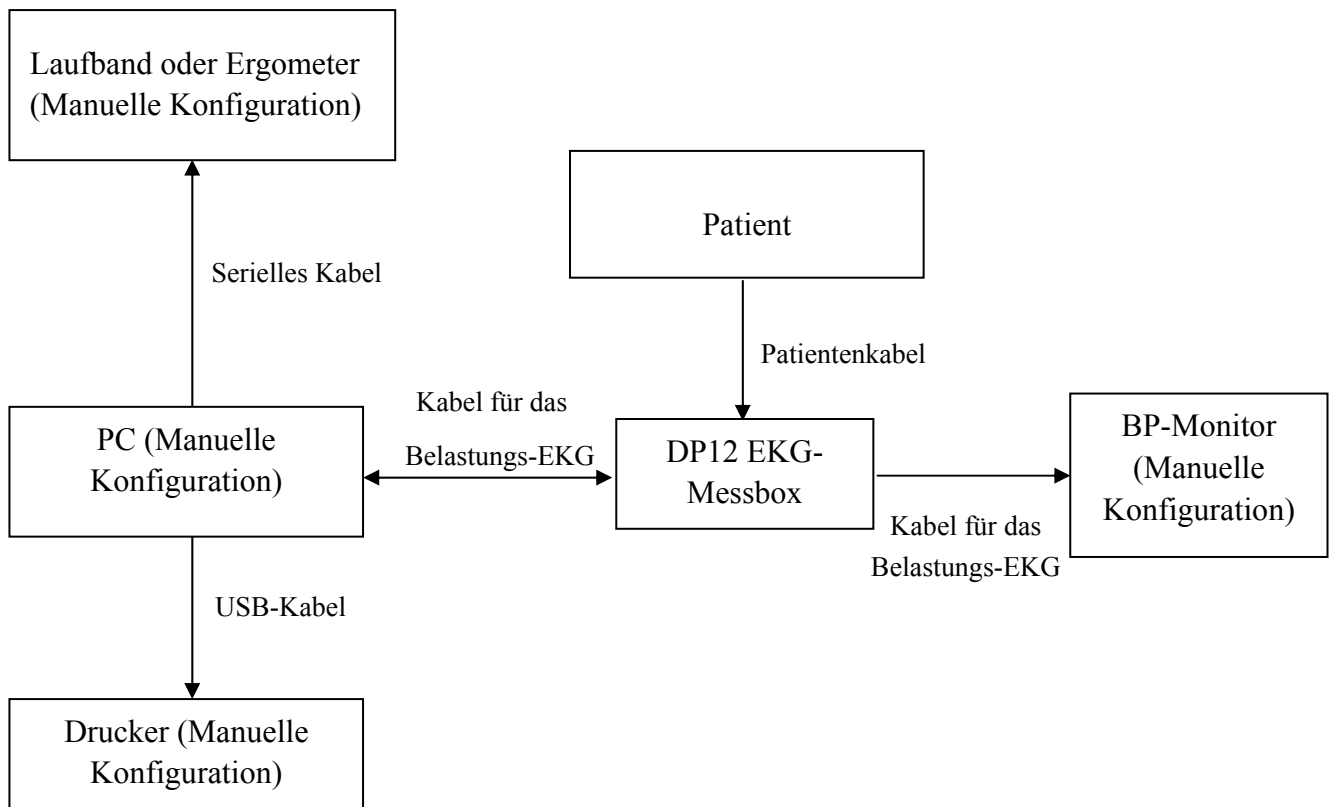 Laufband oder Ergometer
(Manuelle Konfiguration)
Patient
Serielles Kabel
Patientenkabel
Kabel für das
Belastungs-EKG
PC (Manuelle
Konfiguration)
DP12 EKG-
Messbox
BP-Monitor
(Manuelle
Konfiguration)
Kabel für das
Belastungs-EKG
USB-Kabel
Drucker (Manuelle
Konfiguration)